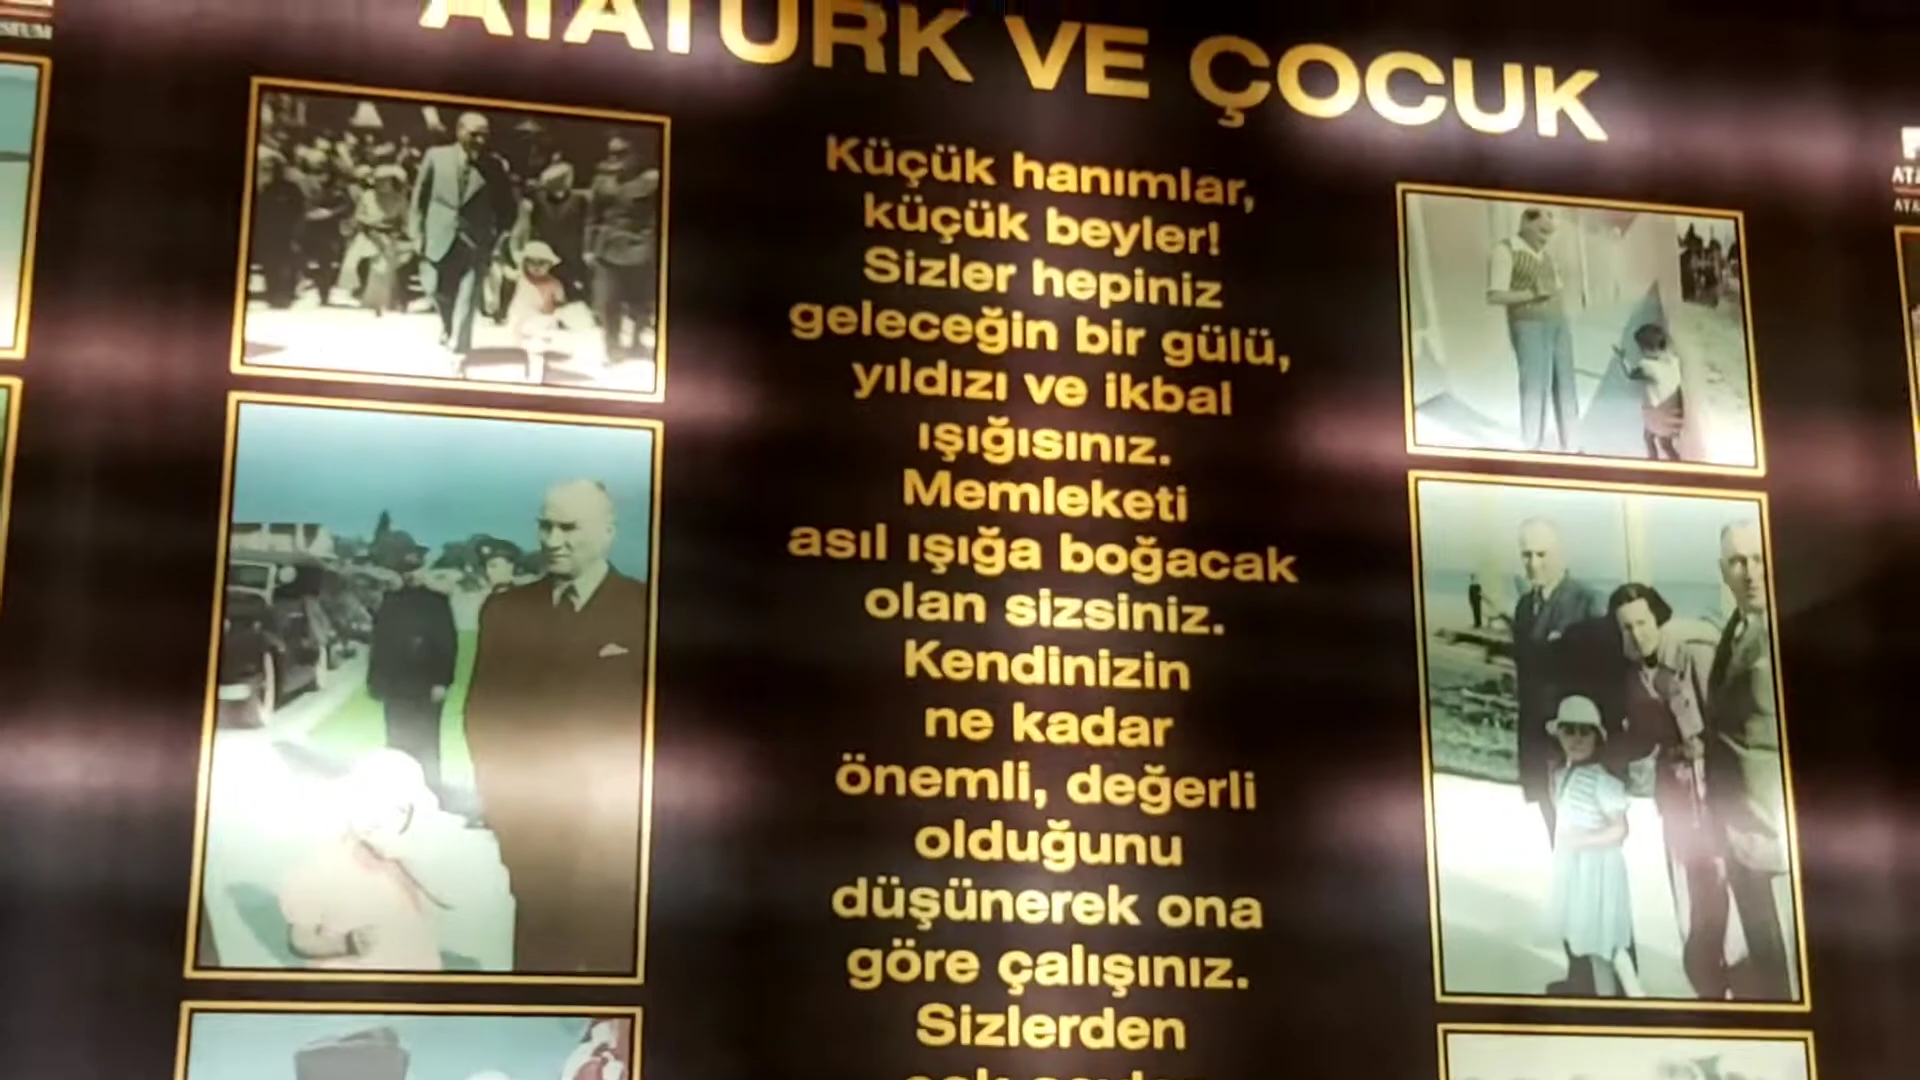 ATATÜRK VE ÇOCUK
Küçük hanımlar,
küçük beyler!
Sizler hepiniz
geleceğin bir gülü,
yıldızı ve ikbal
ışığısınız.
Memleketi
asıl ışığa boğacak
olan sizsiniz.
Kendinizin
ne kadar
önemli, değerli
olduğunu
düşünerek ona
göre çalışınız.
Sizlerden